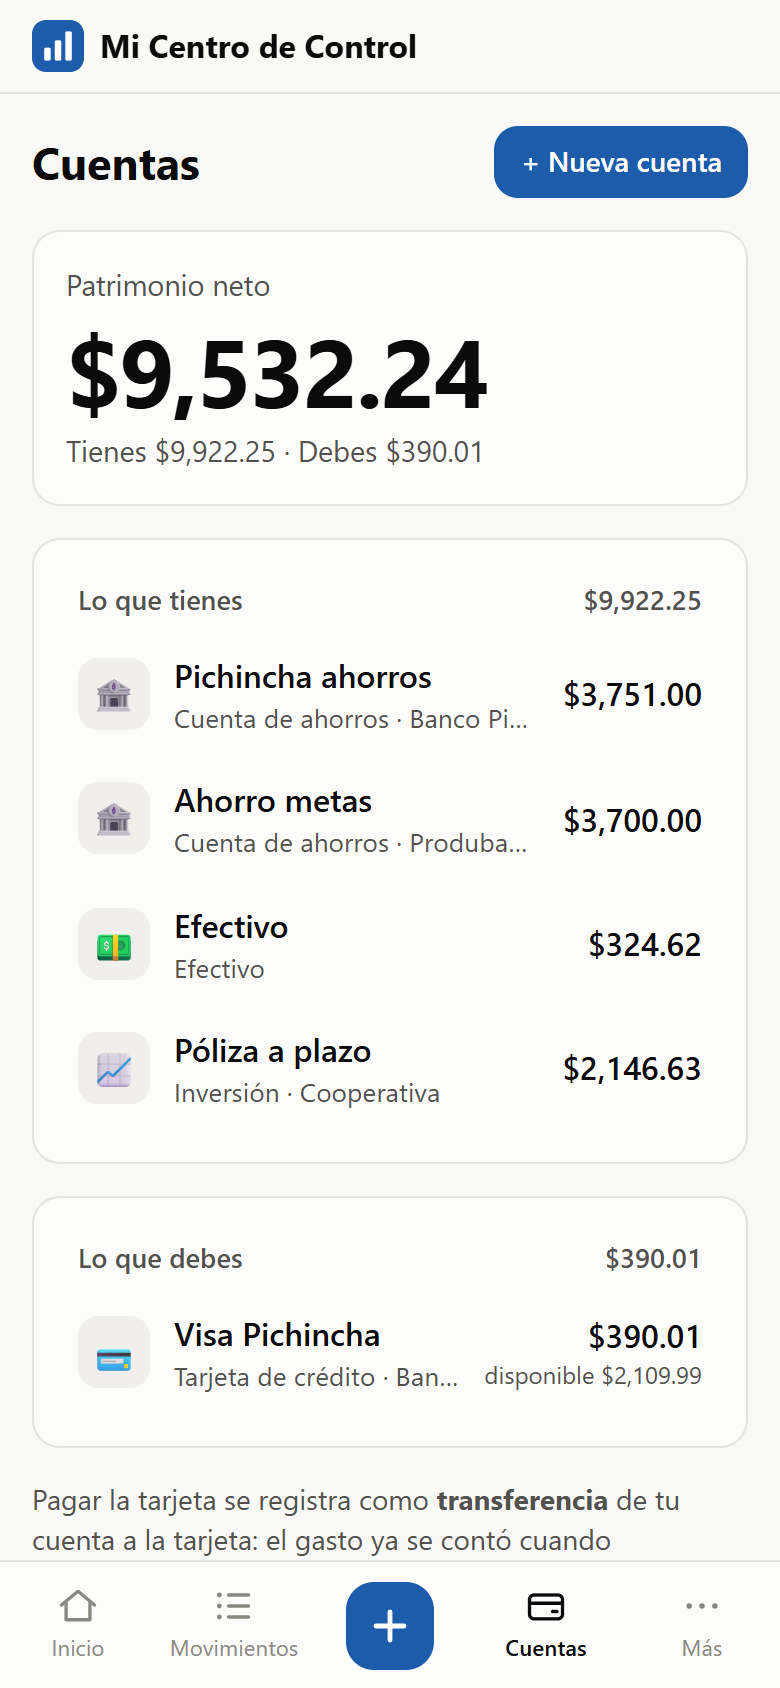 Mi Centro de Control
Cuentas
+ Nueva cuenta
Patrimonio neto
$9,532.24
Tienes $9,922.25 · Debes $390.01
Lo que tienes $9,922.25
Pichincha ahorros
Cuenta de ahorros · Banco Pi...
$3,751.00
Ahorro metas
Cuenta de ahorros · Produba...
$3,700.00
Efectivo
Efectivo
$324.62
Póliza a plazo
Inversión · Cooperativa
$2,146.63
Lo que debes $390.01
Visa Pichincha
Tarjeta de crédito · Ban...
$390.01
disponible $2,109.99
Pagar la tarjeta se registra como transferencia de tu
cuenta a la tarjeta: el gasto ya se contó cuando
Inicio
Movimientos
Cuentas
Más